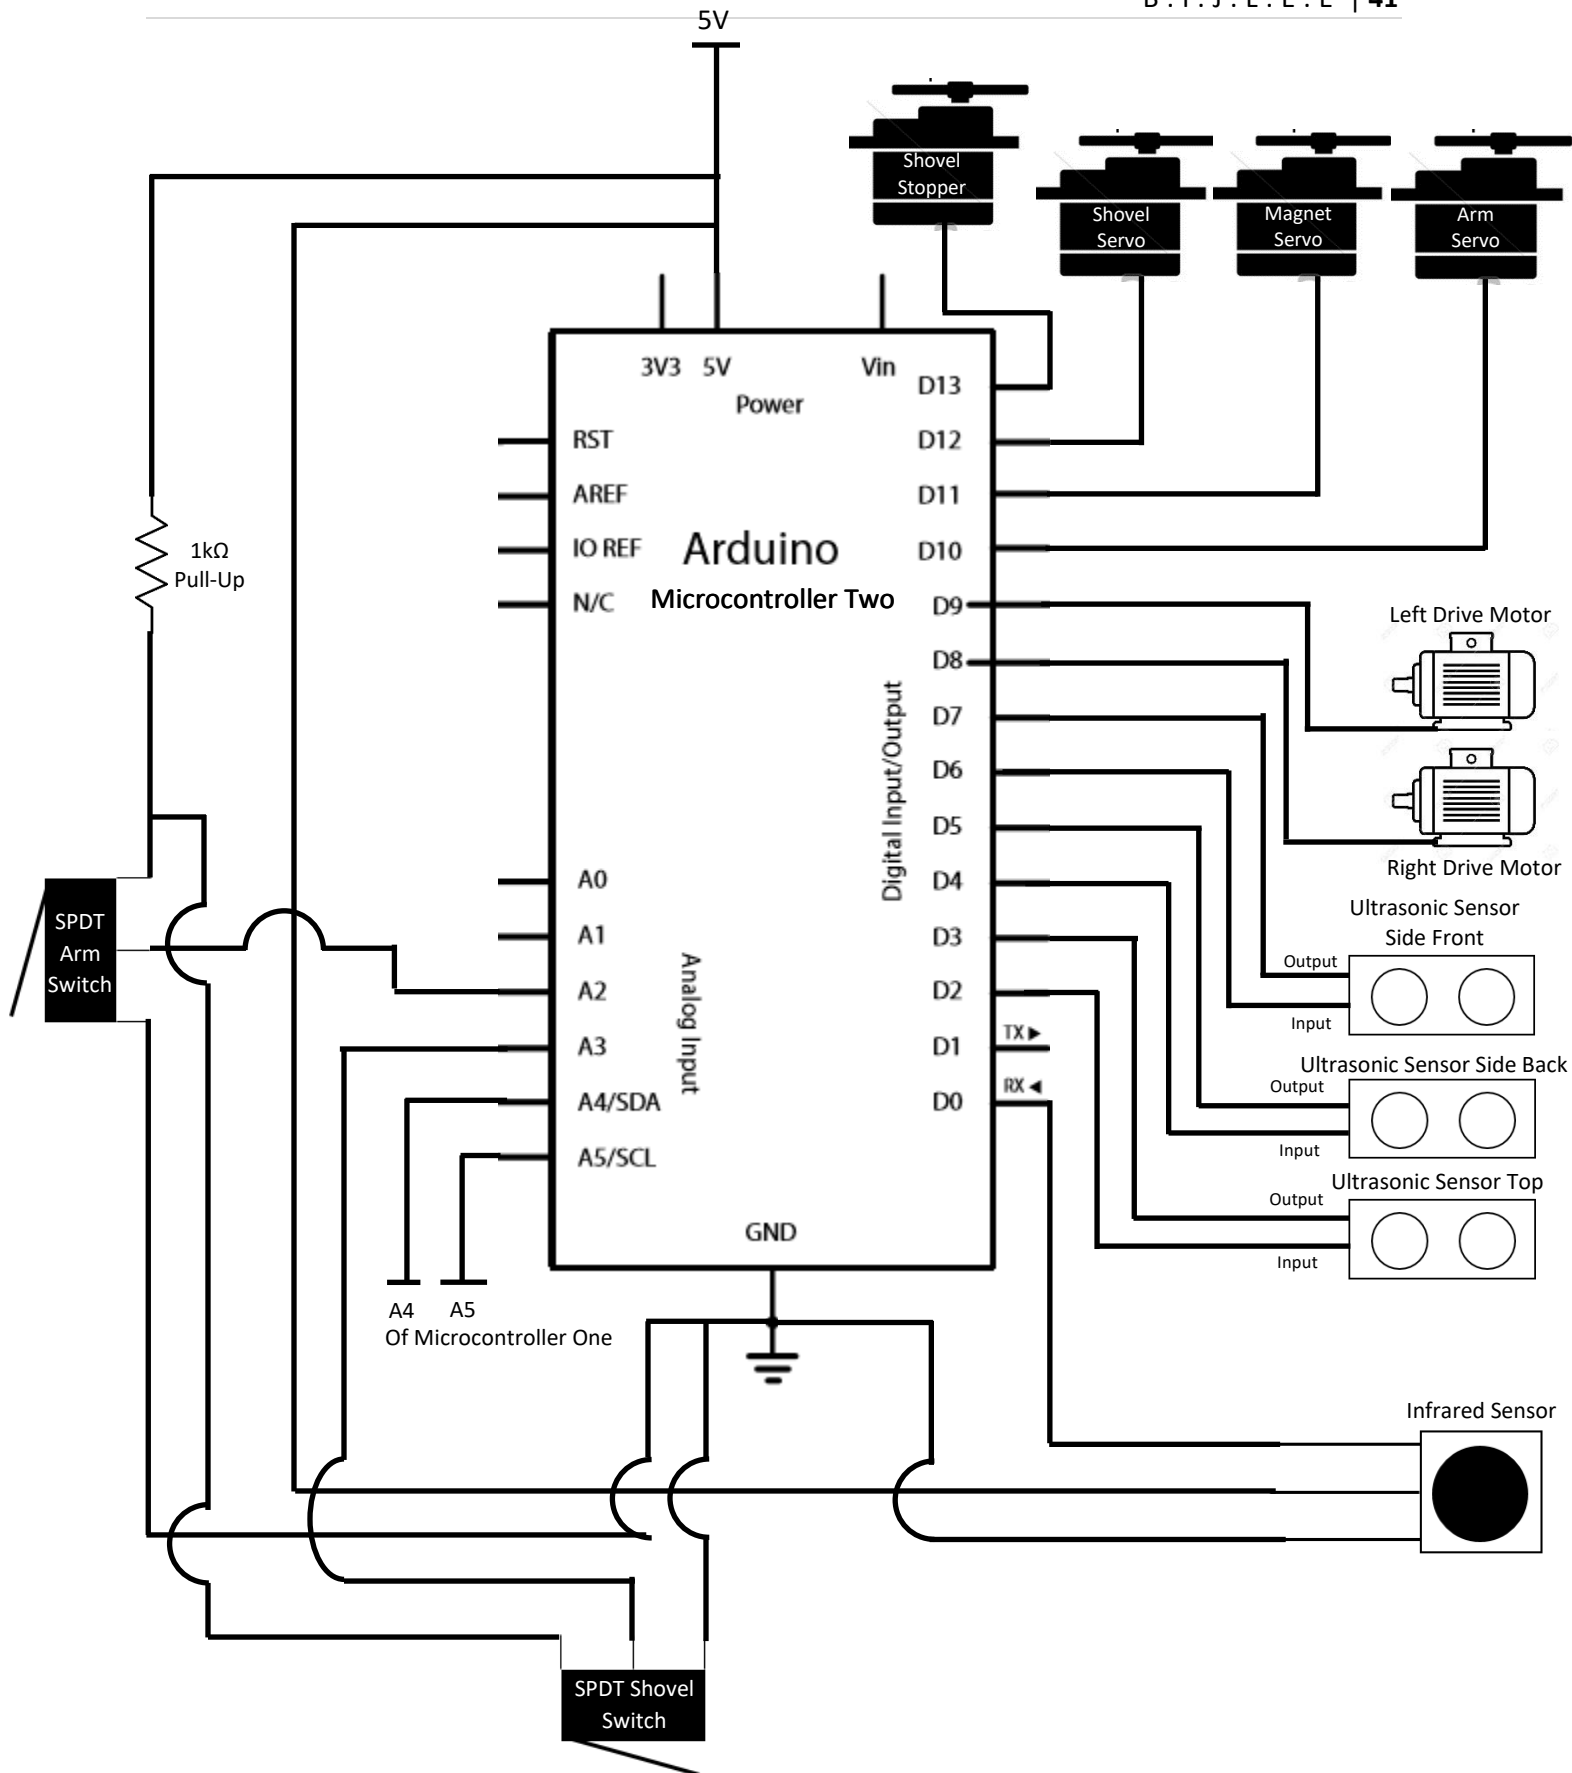 41
5V
Shovel
Stopper
Shovel
Servo
Magnet
Servo
Arm
Servo
3V3 5V Vin
Power
D13
RST D12
AREF D11
IO REF Arduino D10
N/C Microcontroller Two D9
1kΩ
Pull-Up
Left Drive Motor
D8
D7
D6
D5
D4
Digital Input/Output
Right Drive Motor
Ultrasonic Sensor
Side Front
Output
Input
SPDT
Arm
Switch
A0
A1 D3
A2 D2
A3 D1 TX ►
A4/SDA D0 RX ◄
A5/SCL
Analog Input
Ultrasonic Sensor Side Back
Output
Input
Ultrasonic Sensor Top
Output
Input
GND
A4 A5
Of Microcontroller One
Infrared Sensor
SPDT Shovel
Switch